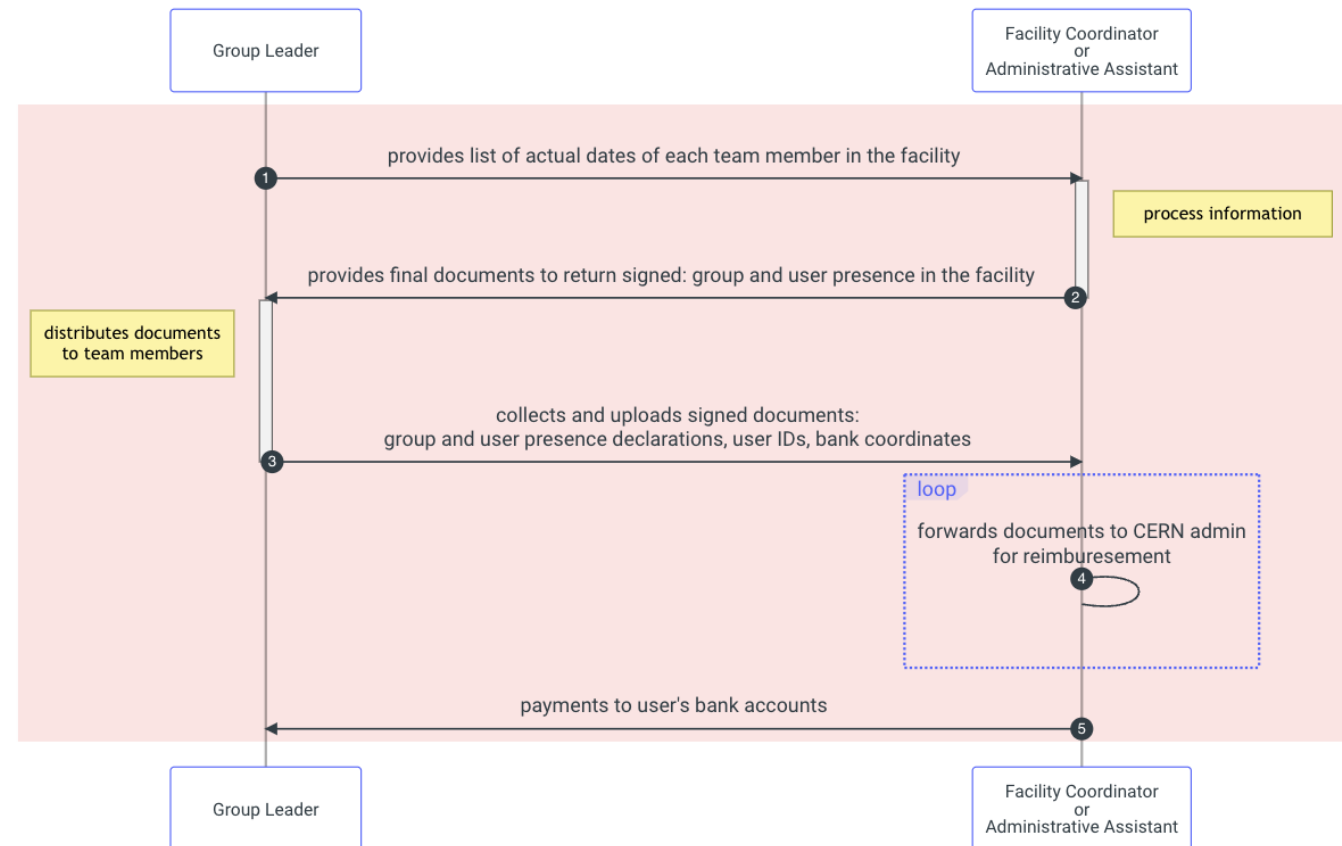 Group Leader
Facility Coordinator
or
Administrative Assistant
1
provides list of actual dates of each team member in the facility
process information
provides final documents to return signed: group and user presence in the facility
2
distributes documents
to team members
collects and uploads signed documents:
group and user presence declarations, user IDs, bank coordinates
3
loop
forwards documents to CERN admin
for reimburesement
4
payments to user's bank accounts
5
Group Leader
Facility Coordinator
or
Administrative Assistant